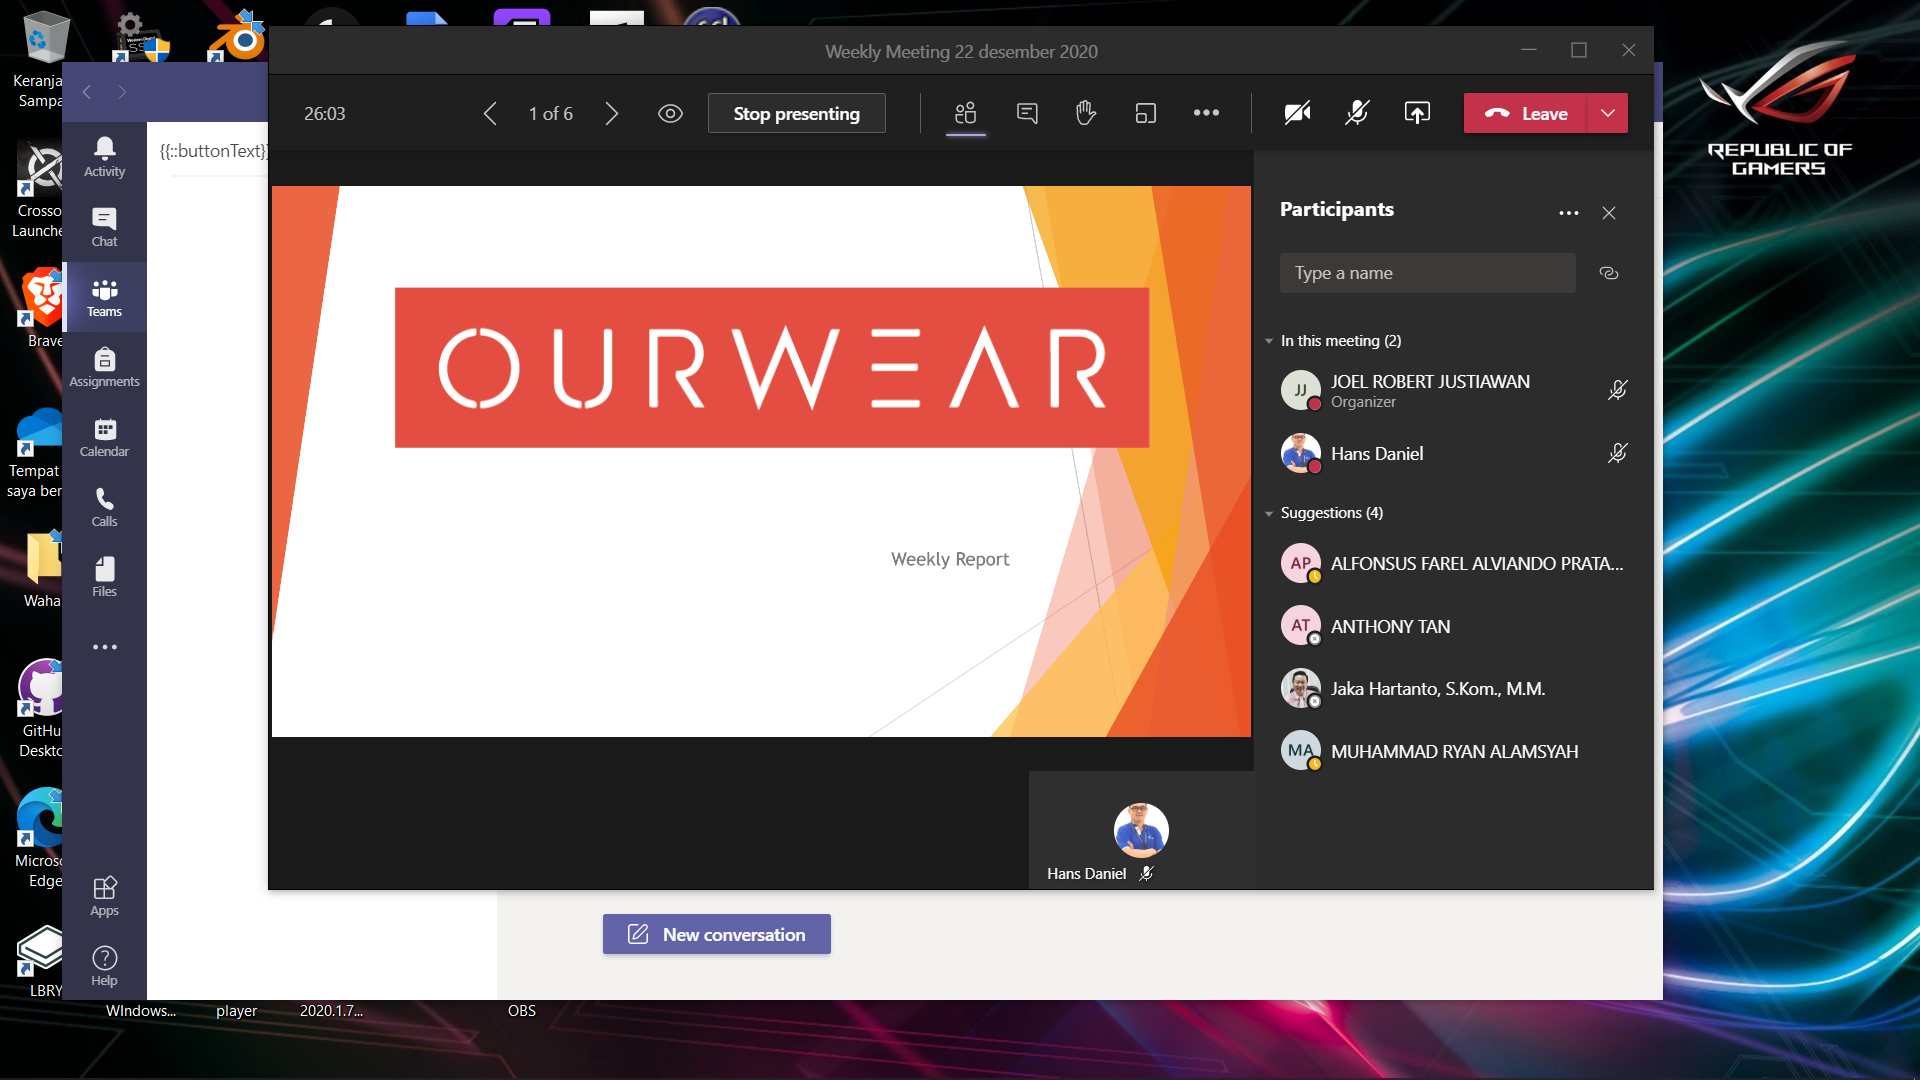 Weekly Meeting 22 desember 2020
26:03
1 of 6
Stop presenting
Leave
REPUBLIC OF
GAMERS
Keranja
Sampa
Crosso
Launche
Brave
Tempat
saya ber
Waha
GitHu
Deskto
Micros
Edge
LBRY
WIndows...
player
2020.1.7...
OBS
Activity
Chat
Teams
Assignments
Calendar
Calls
Files
Apps
Help
{{::buttonText}}
OURWEAR
Weekly Report
Hans Daniel
Participants
Type a name
In this meeting (2)
JJ
JOEL ROBERT JUSTIAWAN
Organizer
Hans Daniel
Suggestions (4)
AP
ALFONSUS FAREL ALVIANDO PRATA...
AT
ANTHONY TAN
Jaka Hartanto, S.Kom., M.M.
MA
MUHAMMAD RYAN ALAMSYAH
New conversation